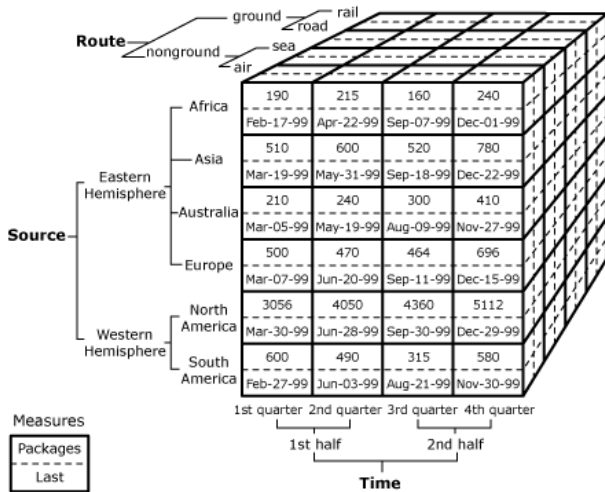 ground
rail
road
Route
nonground
sea
air
190 215 160 240
Africa
Feb-17-99 Apr-22-99 Sep-07-99 Dec-01-99
510 600 520 780
Asia
Mar-19-99 May-31-99 Sep-18-99 Dec-22-99
Eastern
Hemisphere
210 240 300 410
Australia
Mar-05-99 May-19-99 Aug-09-99 Nov-27-99
Source
500 470 464 696
Europe
Mar-07-99 Jun-20-99 Sep-11-99 Dec-15-99
3056 4050 4360 5112
North
America
Mar-30-99 Jun-28-99 Sep-30-99 Dec-29-99
Western
Hemisphere
600 490 315 580
South
America
Feb-27-99 Jun-03-99 Aug-21-99 Nov-30-99
1st quarter 2nd quarter 3rd quarter 4th quarter
1st half 2nd half
Time
Measures
Packages
Last